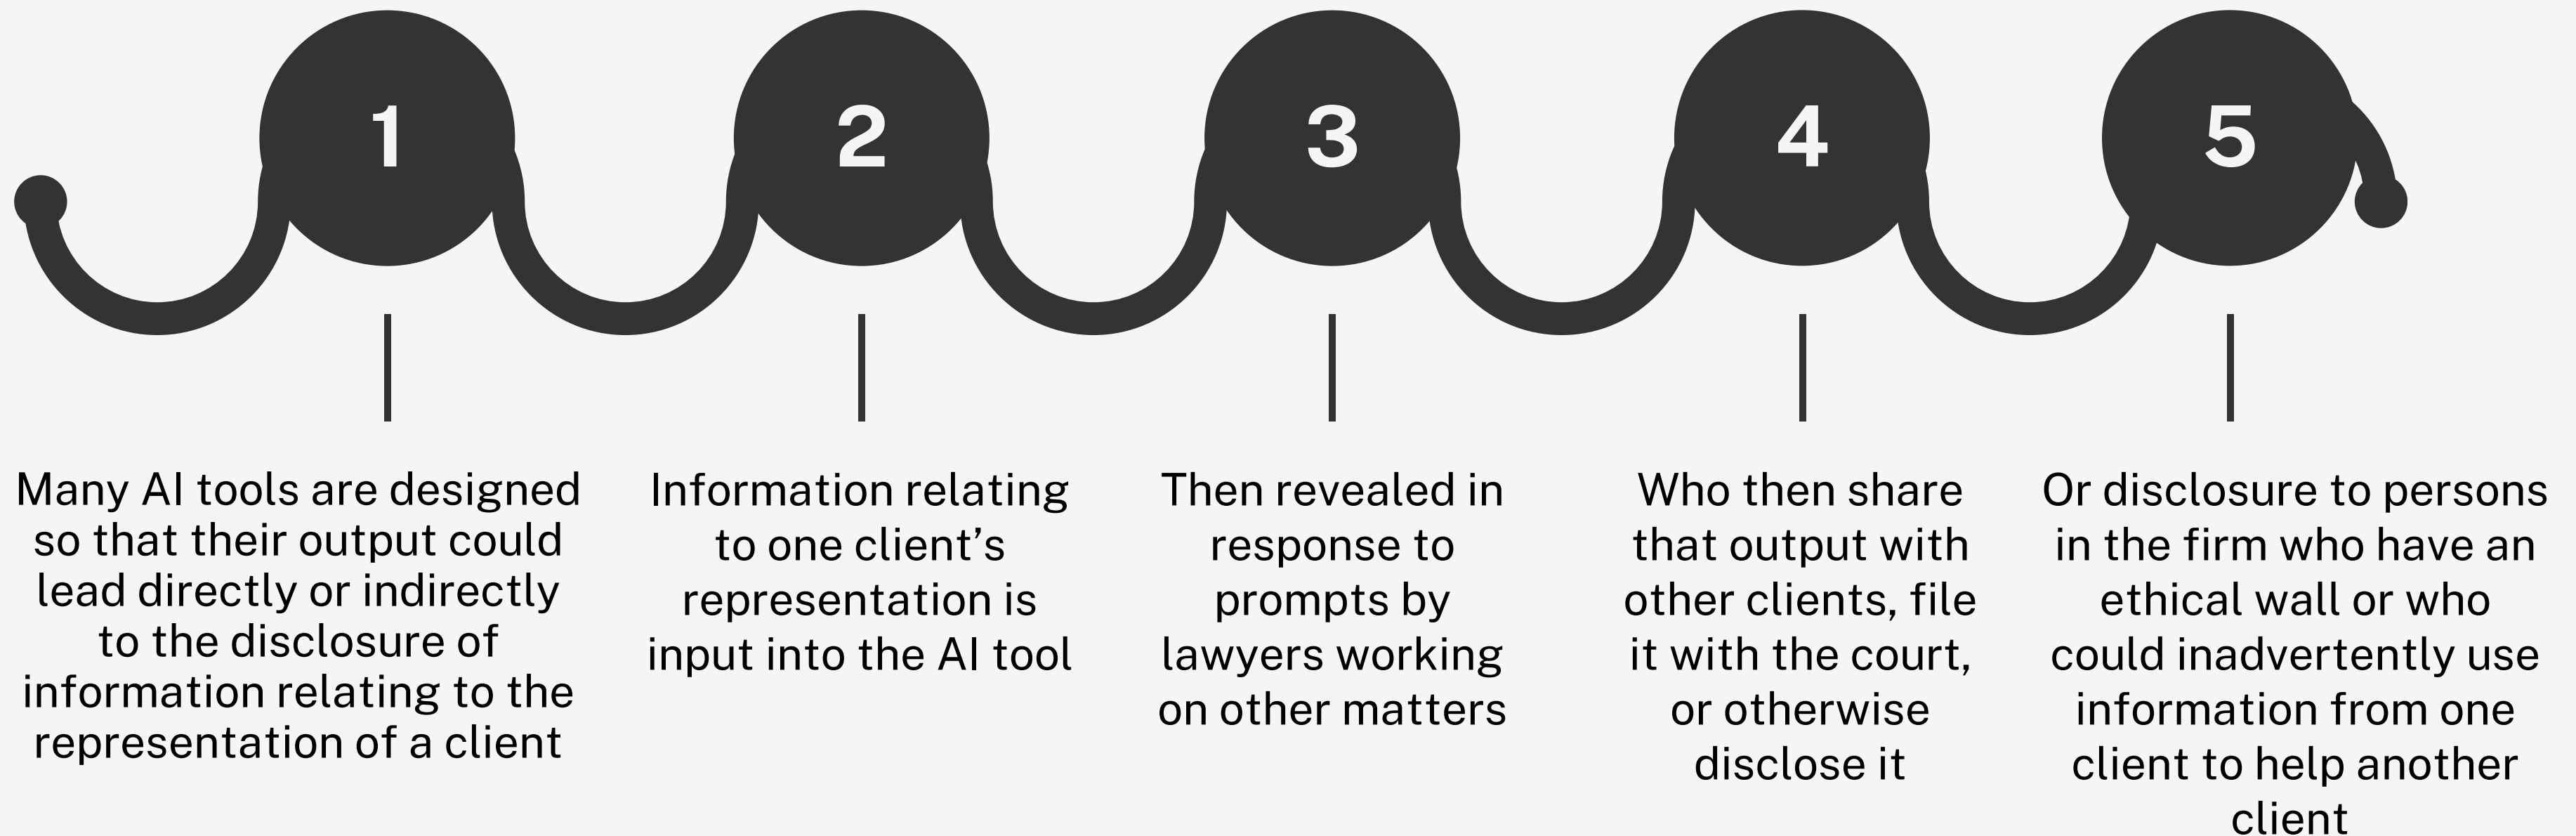 1
2
3
4
5
Many AI tools are designed
so that their output could
lead directly or indirectly
to the disclosure of
information relating to the
representation of a client
Information relating
to one client’s
representation is
input into the AI tool
Then revealed in
response to
prompts by
lawyers working
on other matters
Who then share
that output with
other clients, file
it with the court,
or otherwise
disclose it
Or disclosure to persons
in the firm who have an
ethical wall or who
could inadvertently use
information from one
client to help another
client